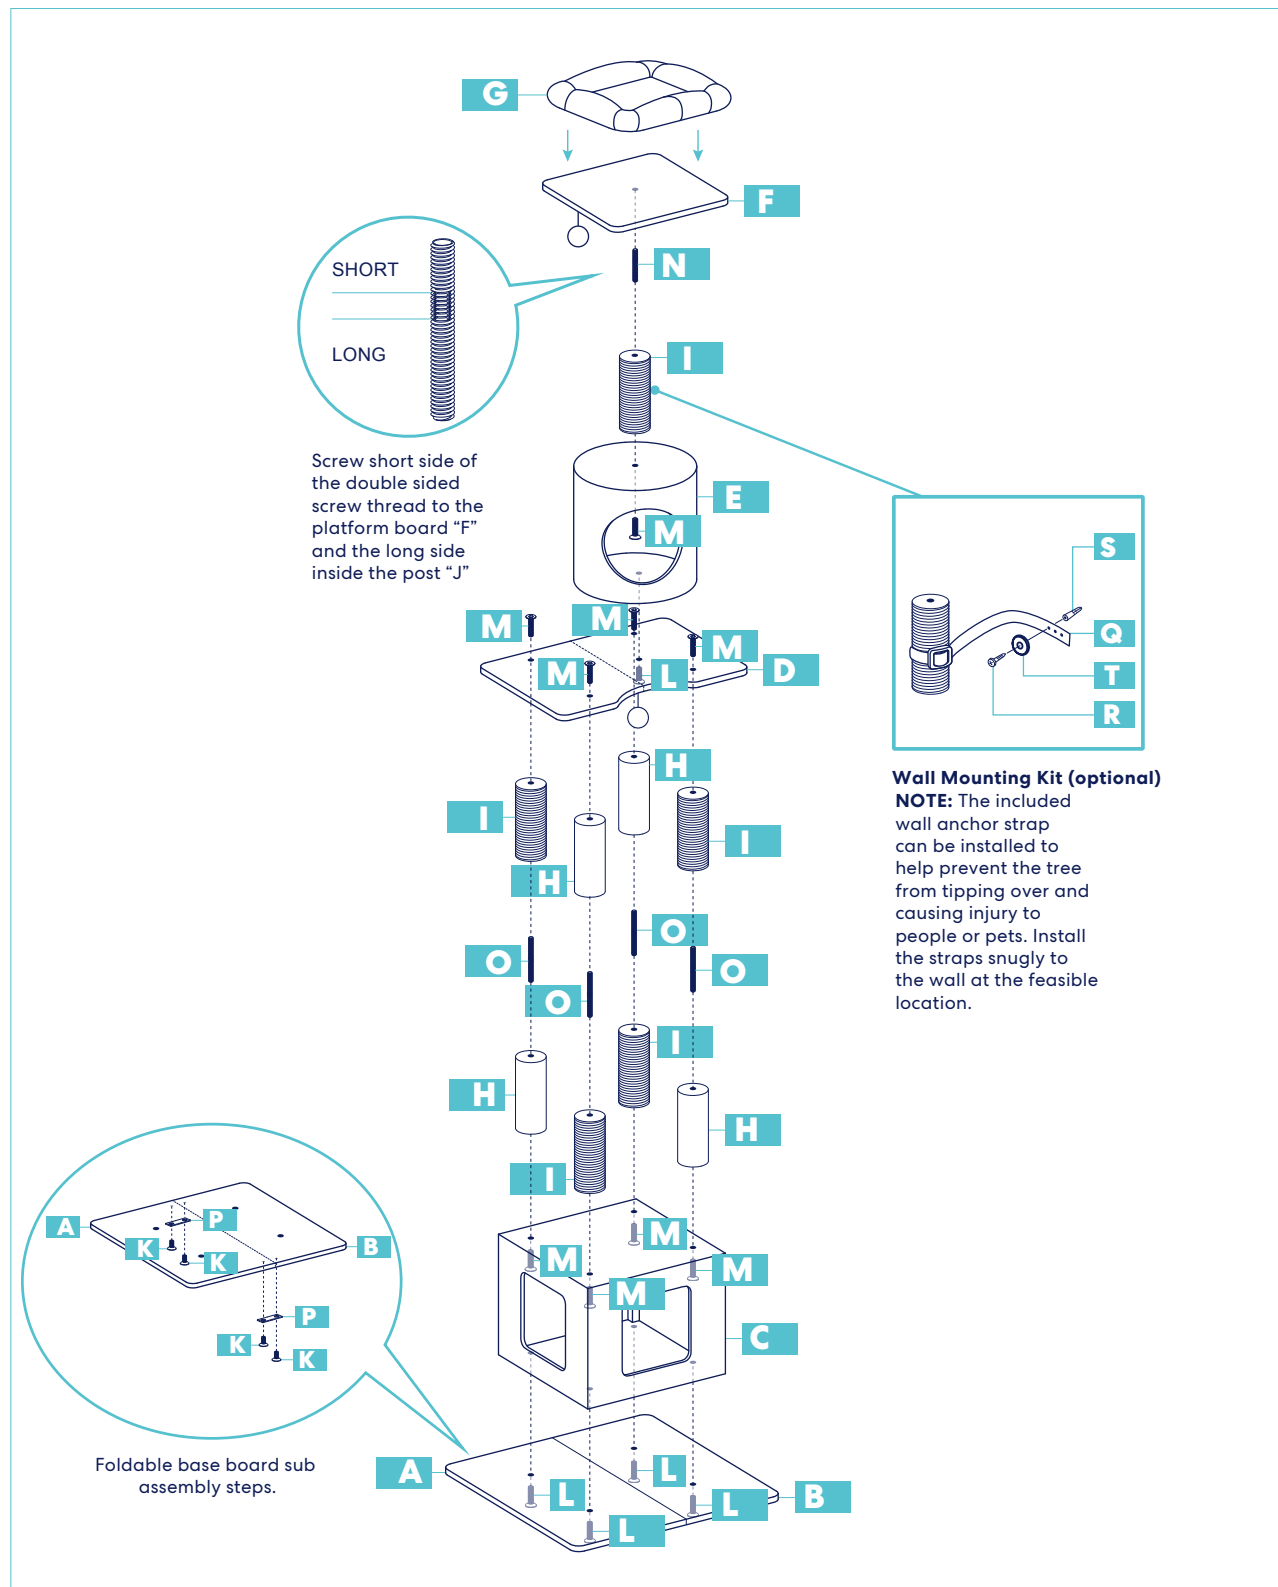 G
F
N
SHORT
LONG
I
Screw short side of
the double sided
screw thread to the
platform board “F”
and the long side
inside the post “J”
E
M
S
Q
T
R
M
M
M
M
L
D
Wall Mounting Kit (optional)
NOTE: The included
wall anchor strap
can be installed to
help prevent the tree
from tipping over and
causing injury to
people or pets. Install
the straps snugly to
the wall at the feasible
location.
H
I
I
H
O
O
O
O
I
H
H
I
A
P
K
K
B
P
K
K
Foldable base board sub
assembly steps.
M
M
M
M
C
A
L
L
L
L
B